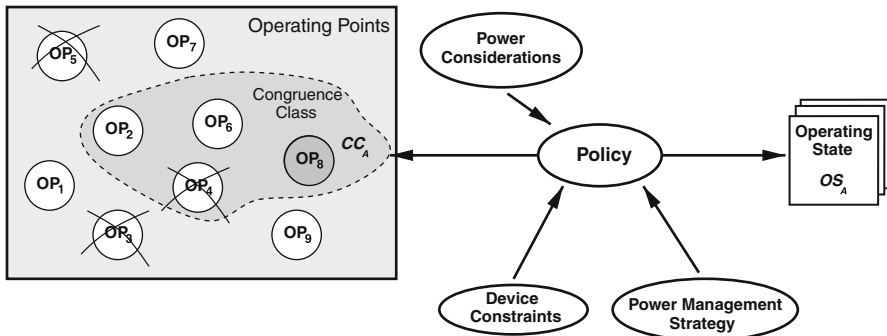 Operating Points
OP5
OP7
Congruence
Class
OP2
OP6
CCA
OP8
OP1
OP4
OP3
OP9
Power
Considerations
Policy
Operating
State
OSA
Device
Constraints
Power Management
Strategy